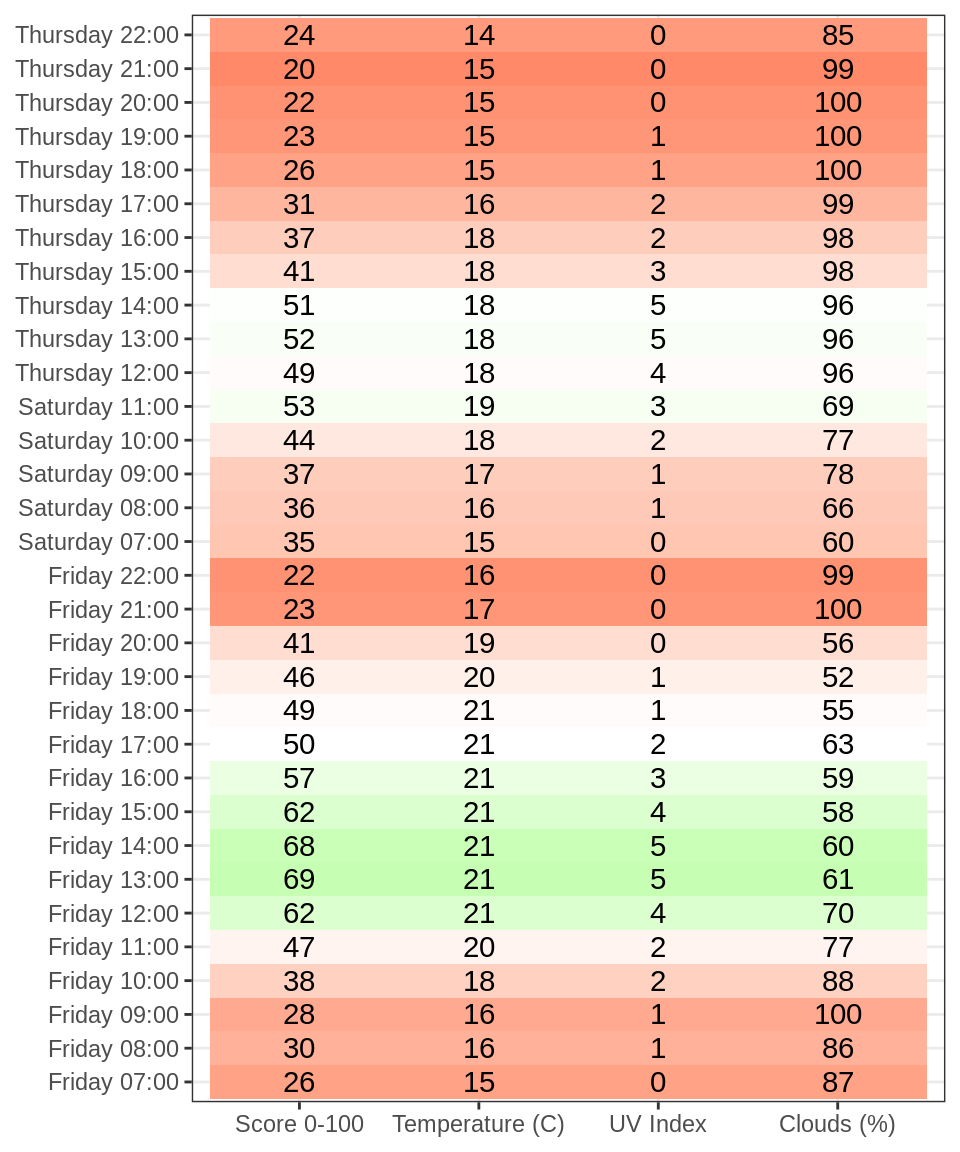 Thursday 22:00 24 14 0 85
Thursday 21:00 20 15 0 99
Thursday 20:00 22 15 0 100
Thursday 19:00 23 15 1 100
Thursday 18:00 26 15 1 100
Thursday 17:00 31 16 2 99
Thursday 16:00 37 18 2 98
Thursday 15:00 41 18 3 98
Thursday 14:00 51 18 5 96
Thursday 13:00 52 18 5 96
Thursday 12:00 49 18 4 96
Saturday 11:00 53 19 3 69
Saturday 10:00 44 18 2 77
Saturday 09:00 37 17 1 78
Saturday 08:00 36 16 1 66
Saturday 07:00 35 15 0 60
Friday 22:00 22 16 0 99
Friday 21:00 23 17 0 100
Friday 20:00 41 19 0 56
Friday 19:00 46 20 1 52
Friday 18:00 49 21 1 55
Friday 17:00 50 21 2 63
Friday 16:00 57 21 3 59
Friday 15:00 62 21 4 58
Friday 14:00 68 21 5 60
Friday 13:00 69 21 5 61
Friday 12:00 62 21 4 70
Friday 11:00 47 20 2 77
Friday 10:00 38 18 2 88
Friday 09:00 28 16 1 100
Friday 08:00 30 16 1 86
Friday 07:00 26 15 0 87
Score 0-100 Temperature (C) UV Index Clouds (%)